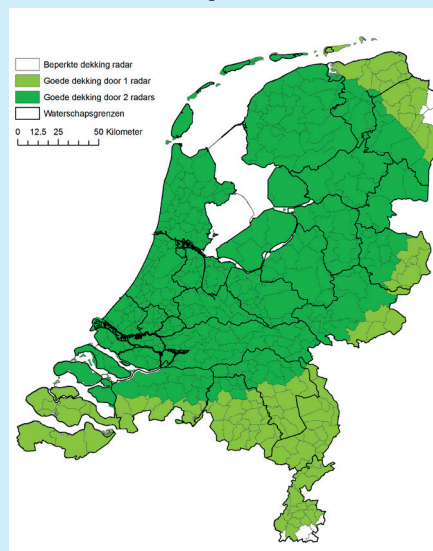 Beperkte dekking radar
Goede dekking door 1 radar
Goede dekking door 2 radars
Waterschapsgrenzen
0 12.5 25 50 Kilometer